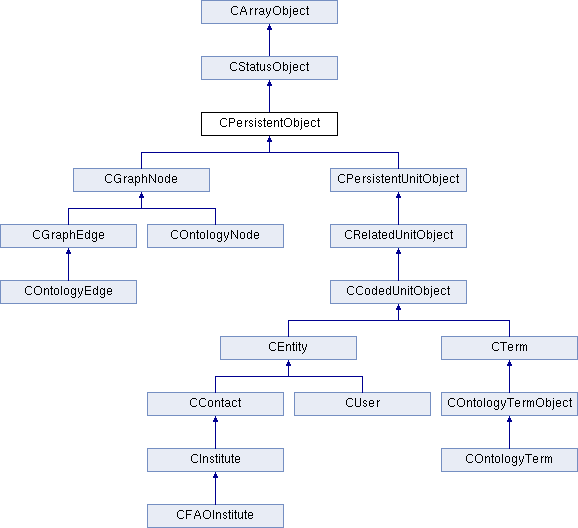 CArrayObject
CStatusObject
CPersistentObject
CGraphNode
CPersistentUnitObject
CGraphEdge
COntologyNode
CRelatedUnitObject
COntologyEdge
CCodedUnitObject
CEntity
CTerm
CContact
CUser
COntologyTermObject
CInstitute
COntologyTerm
CFAOInstitute